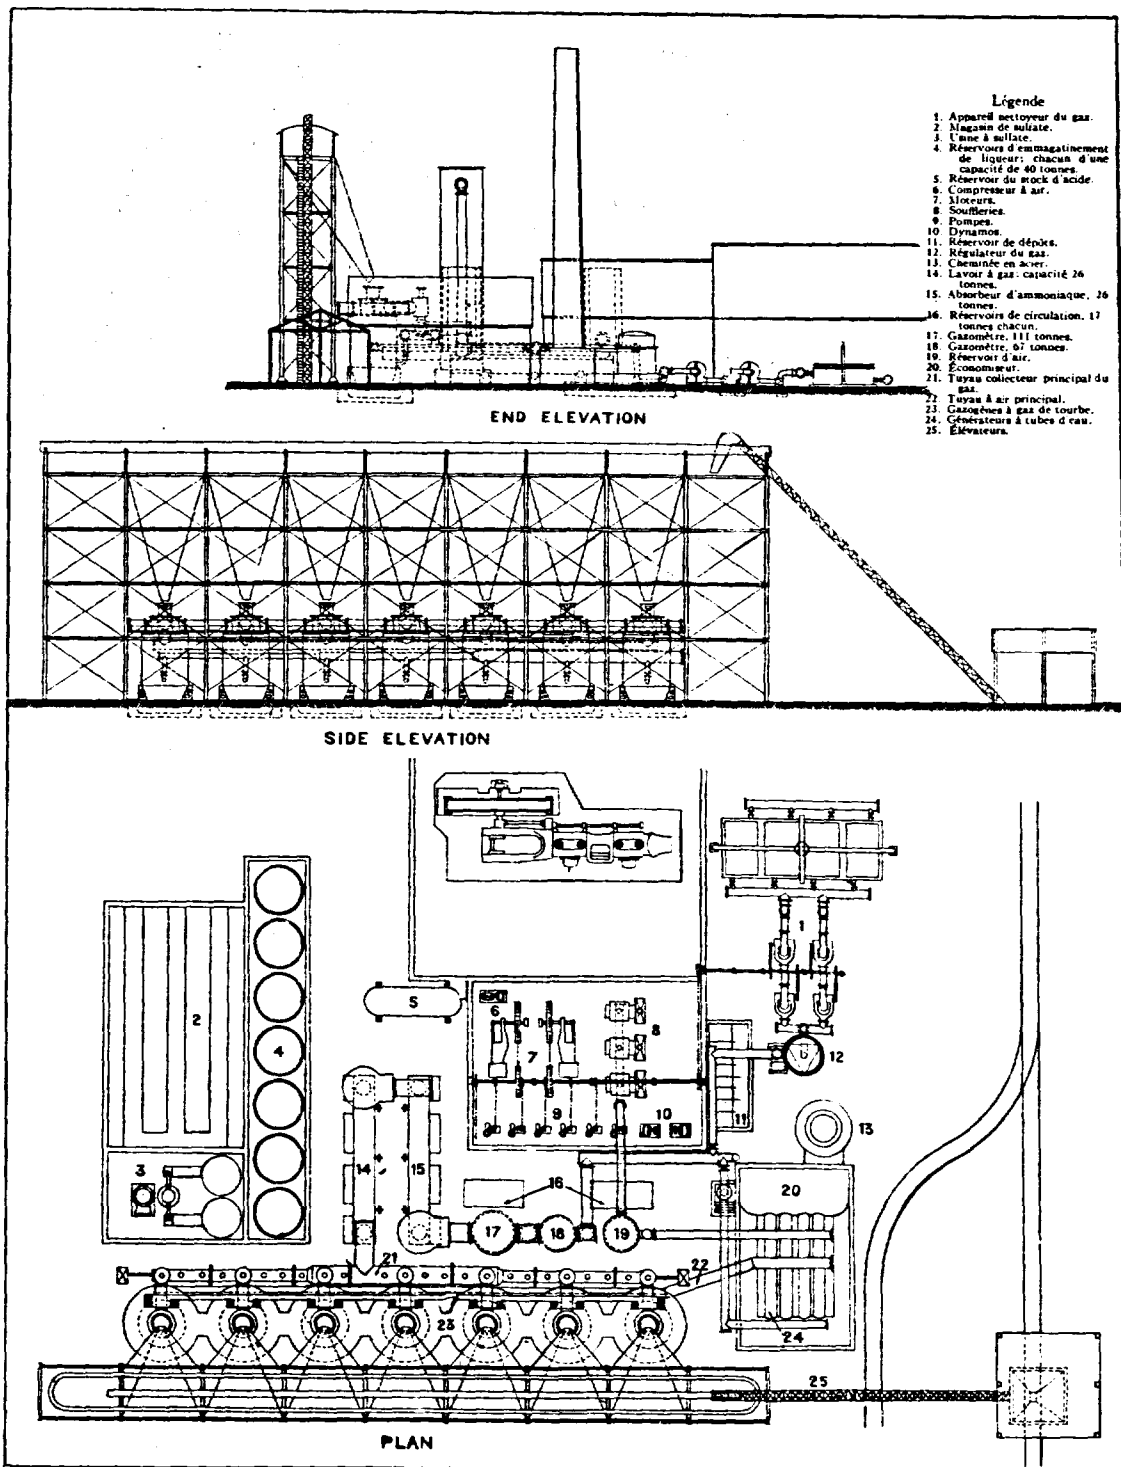 Légende
1. Appareil nettoyeur du gaz.
2. Magasin de sulfate.
3. Usine à sulfate.
4. Réservoirs d'emmagatinement
de liqueur; chacun d'une
capacité de 40 tonnes.
5. Réservoir du stock d'acide.
6. Compresseur à air.
7. Moteurs.
8. Souffleries.
9. Pompes.
10. Dynamos.
11. Réservoir de dépôts.
12. Régulateur du gaz.
13. Cheminée en acier.
14. Lavoir à gaz: capacité 26
tonnes.
15. Absorbeur d'ammoniaque, 26
tonnes.
16. Réservoirs de circulation, 17
tonnes chacun.
17. Gazomètre, 111 tonnes.
18. Gazomètre, 67 tonnes.
19. Réservoir d'air.
20. Économiseur.
21. Tuyau collecteur principal du
gaz.
22. Tuyau à air principal.
23. Gazogènes à gaz de tourbe.
24. Générateurs à tubes d'eau.
25. Élévateurs.
END ELEVATION
SIDE ELEVATION
1
2
5
6
8
4
7
12
9
10
11
13
3
14
15
16
20
17
18
19
21
22
23
24
25
PLAN